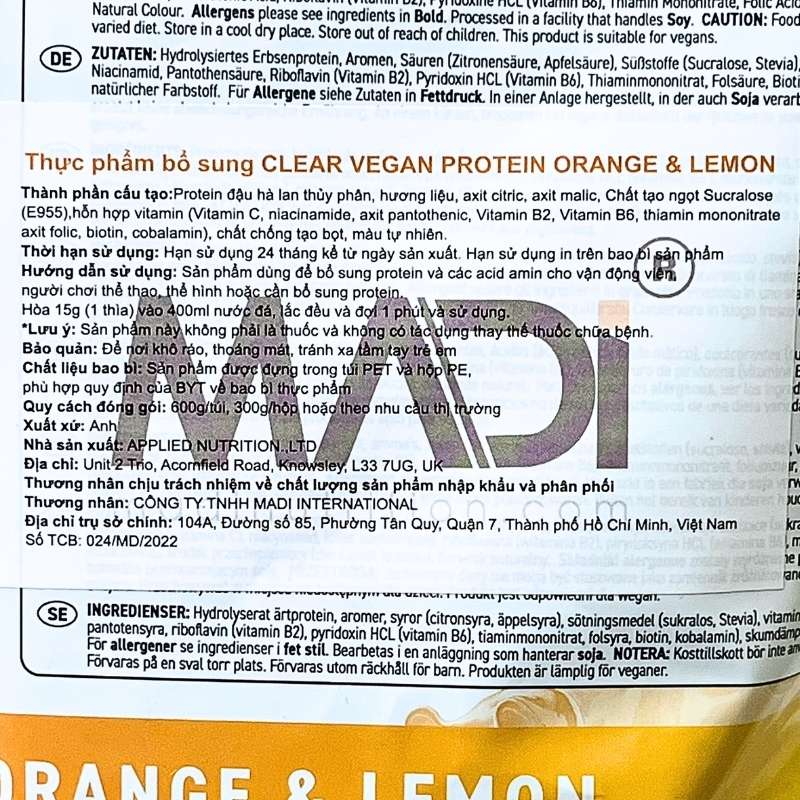 Natural Colour. Allergens please see ingredients in Bold. Processed in a facility that handles Soy. CAUTION: Food
varied diet. Store in a cool dry place. Store out of reach of children. This product is suitable for vegans.
DE ZUTATEN: Hydrolysiertes Erbsenprotein, Aromen, Säuren (Zitronensäure, Apfelsäure), Süßstoffe (Sucralose, Stevia),
Niacinamid, Pantothensäure, Riboflavin (Vitamin B2), Pyridoxin HCL (Vitamin B6), Thiaminmononitrat, Folsäure, Bioti
natürlicher Farbstoff. Für Allergene siehe Zutaten in Fettdruck. In einer Anlage hergestellt, in der auch Soja verart
Thực phẩm bổ sung CLEAR VEGAN PROTEIN ORANGE & LEMON
Thành phần cấu tạo:Protein đậu hà lan thủy phân, hương liệu, axit citric, axit malic, Chất tạo ngọt Sucralose
(E955),hỗn hợp vitamin (Vitamin C, niacinamide, axit pantothenic, Vitamin B2, Vitamin B6, thiamin mononitrate
axit folic, biotin, cobalamin), chất chống tạo bọt, màu tự nhiên.
Thời hạn sử dụng: Hạn sử dụng 24 tháng kể từ ngày sản xuất. Hạn sử dụng in trên bao bì sản phẩm
Hướng dẫn sử dụng: Sản phẩm dùng để bổ sung protein và các acid amin cho vận động viên,
người chơi thể thao, thể hình hoặc cần bổ sung protein.
Hòa 15g (1 thìa) vào 400ml nước đá, lắc đều và đợi 1 phút và sử dụng.
*Lưu ý: Sản phẩm này không phải là thuốc và không có tác dụng thay thế thuốc chữa bệnh.
Bảo quản: Để nơi khô ráo, thoáng mát, tránh xa tầm tay trẻ em
Chất liệu bao bì: Sản phẩm được đựng trong túi PET và hộp PE,
phù hợp quy định của BYT về bao bì thực phẩm
Quy cách đóng gói: 600g/túi, 300g/hộp hoặc theo nhu cầu thị trường
Xuất xứ: Anh
Nhà sản xuất: APPLIED NUTRITION.,LTD
Địa chỉ: Unit 2 Trio, Acornfield Road, Knowsley, L33 7UG, UK
Thương nhân chịu trách nhiệm về chất lượng sản phẩm nhập khẩu và phân phối
Thương nhân: CÔNG TY TNHH MADI INTERNATIONAL
Địa chỉ trụ sở chính: 104A, Đường số 85, Phường Tân Quy, Quận 7, Thành phố Hồ Chí Minh, Việt Nam
Số TCB: 024/MD/2022
MADi ®
SE INGREDIENSER: Hydrolyserat ärtprotein, aromer, syror (citronsyra, äppelsyra), sötningsmedel (sukralos, Stevia), vitamin
pantotensyra, riboflavin (vitamin B2), pyridoxin HCL (vitamin B6), tiaminmononitrat, folsyra, biotin, kobalamin), skumdämp
För allergener se ingredienser i fet stil. Bearbetas i en anläggning som hanterar soja. NOTERA: Kosttillskott bör inte an
Förvaras på en sval torr plats. Förvaras utom räckhåll för barn. Produkten är lämplig för veganer.
ORANGE & LEMON